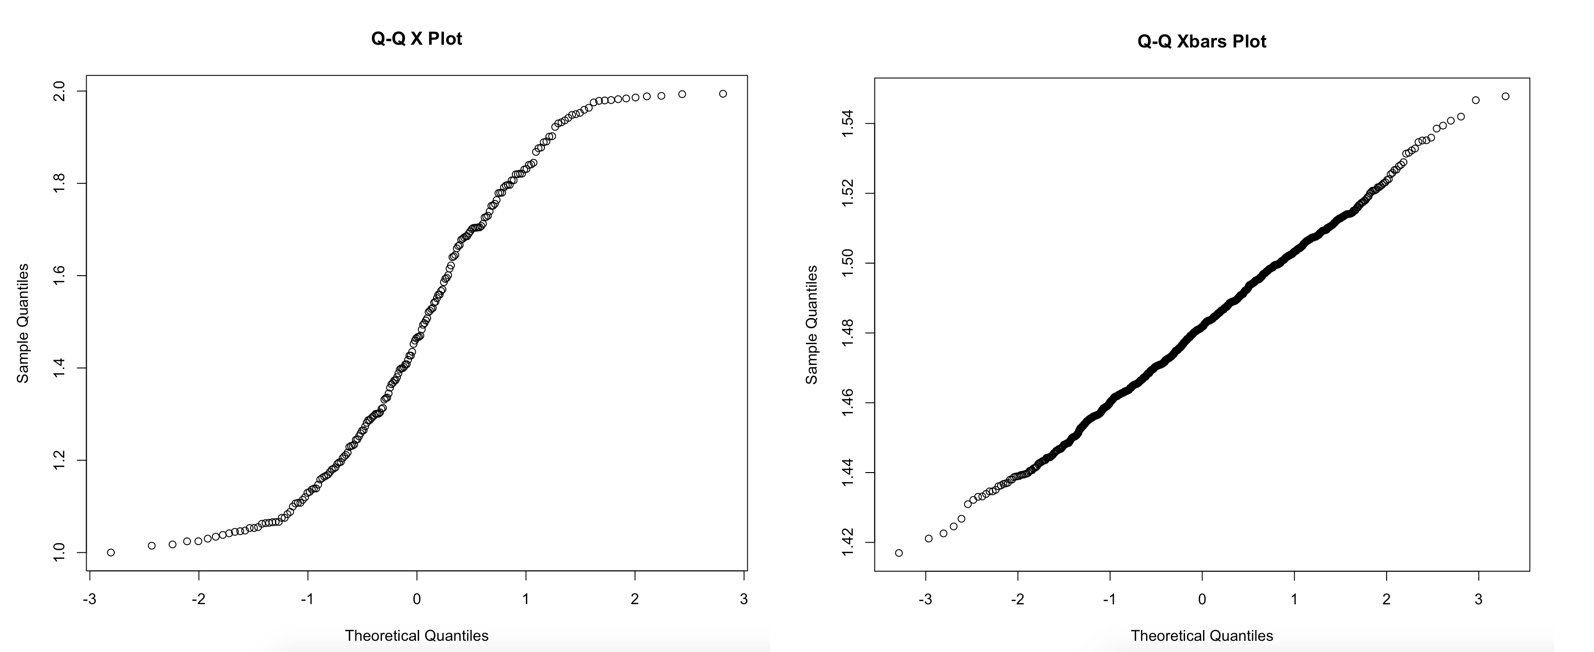 Q-Q X Plot
Sample Quantiles
2.0
1.8
1.6
1.4
1.2
1.0
-3 -2 -1 0 1 2 3
Theoretical Quantiles
Q-Q Xbars Plot
Sample Quantiles
1.54
1.52
1.50
1.48
1.46
1.44
1.42
-3 -2 -1 0 1 2 3
Theoretical Quantiles